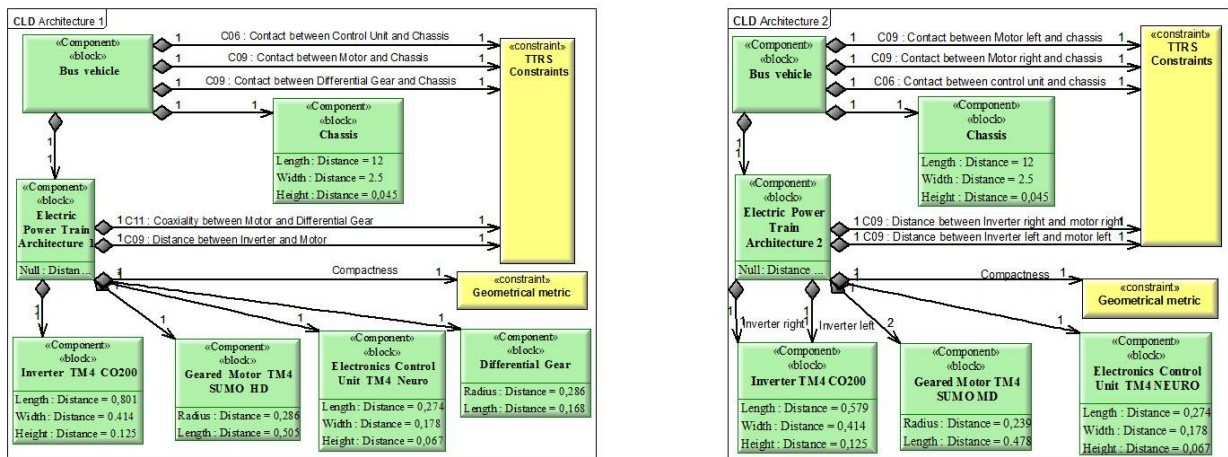 CLD Architecture 1
«Component»
«block»
Bus vehicle
1 C06 : Contact between Control Unit and Chassis 1
1 C09 : Contact between Motor and Chassis 1
1 C09 : Contact between Differential Gear and Chassis 1
1 1
«constraint»
TTRS
Constraints
«Component»
«block»
Chassis
Length : Distance = 12
Width : Distance = 2.5
Height : Distance = 0,045
1
1
«Component»
«block»
Electric
Power Train
Architecture 1
Null : Distan ...
1 C11 : Coaxiality between Motor and Differential Gear 1
1 C09 : Distance between Inverter and Motor 1
Compactness 1
«constraint»
Geometrical metric
1
1
1
1
1
1
«Component»
«block»
Inverter TM4 CO200
Length : Distance = 0,801
Width : Distance = 0.414
Height : Distance = 0.125
«Component»
«block»
Geared Motor TM4
SUMO HD
Radius : Distance = 0,286
Length : Distance = 0,505
«Component»
«block»
Electronics Control
Unit TM4 Neuro
Length : Distance = 0,274
Width : Distance = 0,178
Height : Distance = 0,067
«Component»
«block»
Differential Gear
Radius : Distance = 0,286
Length : Distance = 0,168
CLD Architecture 2
«Component»
«block»
Bus vehicle
1 C09 : Contact between Motor left and chassis 1
1 C09 : Contact between Motor right and chassis 1
1 C06 : Contact between control unit and chassis 1
1 1
«constraint»
TTRS
Constraints
«Component»
«block»
Chassis
Length : Distance = 12
Width : Distance = 2.5
Height : Distance = 0,045
1
1
«Component»
«block»
Electric Power
Train
Architecture 2
Null : Distance ...
1 C09 : Distance between Inverter right and motor right 1
1 C09 : Distance between Inverter left and motor left 1
Compactness 1
«constraint»
Geometrical metric
1
1
1 Inverter right
1 Inverter left
2
1
«Component»
«block»
Inverter TM4 CO200
Length : Distance = 0,579
Width : Distance = 0,414
Height : Distance = 0,125
«Component»
«block»
Geared Motor TM4
SUMO MD
Radius : Distance = 0,239
Length : Distance = 0.478
«Component»
«block»
Electronics Control
Unit TM4 NEURO
Length : Distance = 0,274
Width : Distance = 0,178
Height : Distance = 0,067